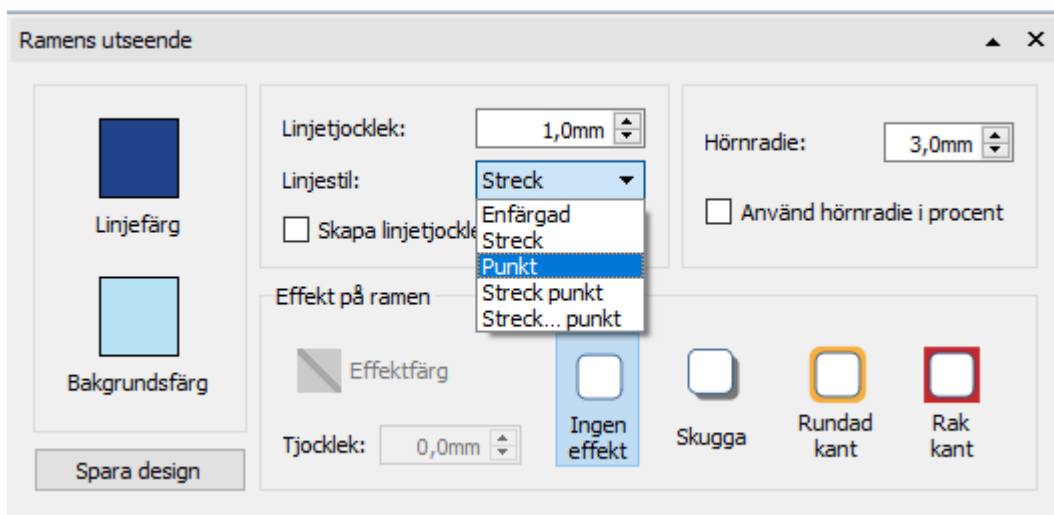 Ramens utseende
Linjefärg
Bakgrundsfärg
Spara design
Linjetjocklek: 1,0mm
Linjestil: Streck
Enfärgad
Streck
Punkt
Streck punkt
Streck... punkt
Skapa
Hörnradie: 3,0mm
Använd hörnradie i procent
Effekt på ramen
Effektfärg
Tjocklek: 0,0mm
Ingen
effekt
Skugga
Rundad
kant
Rak
kant